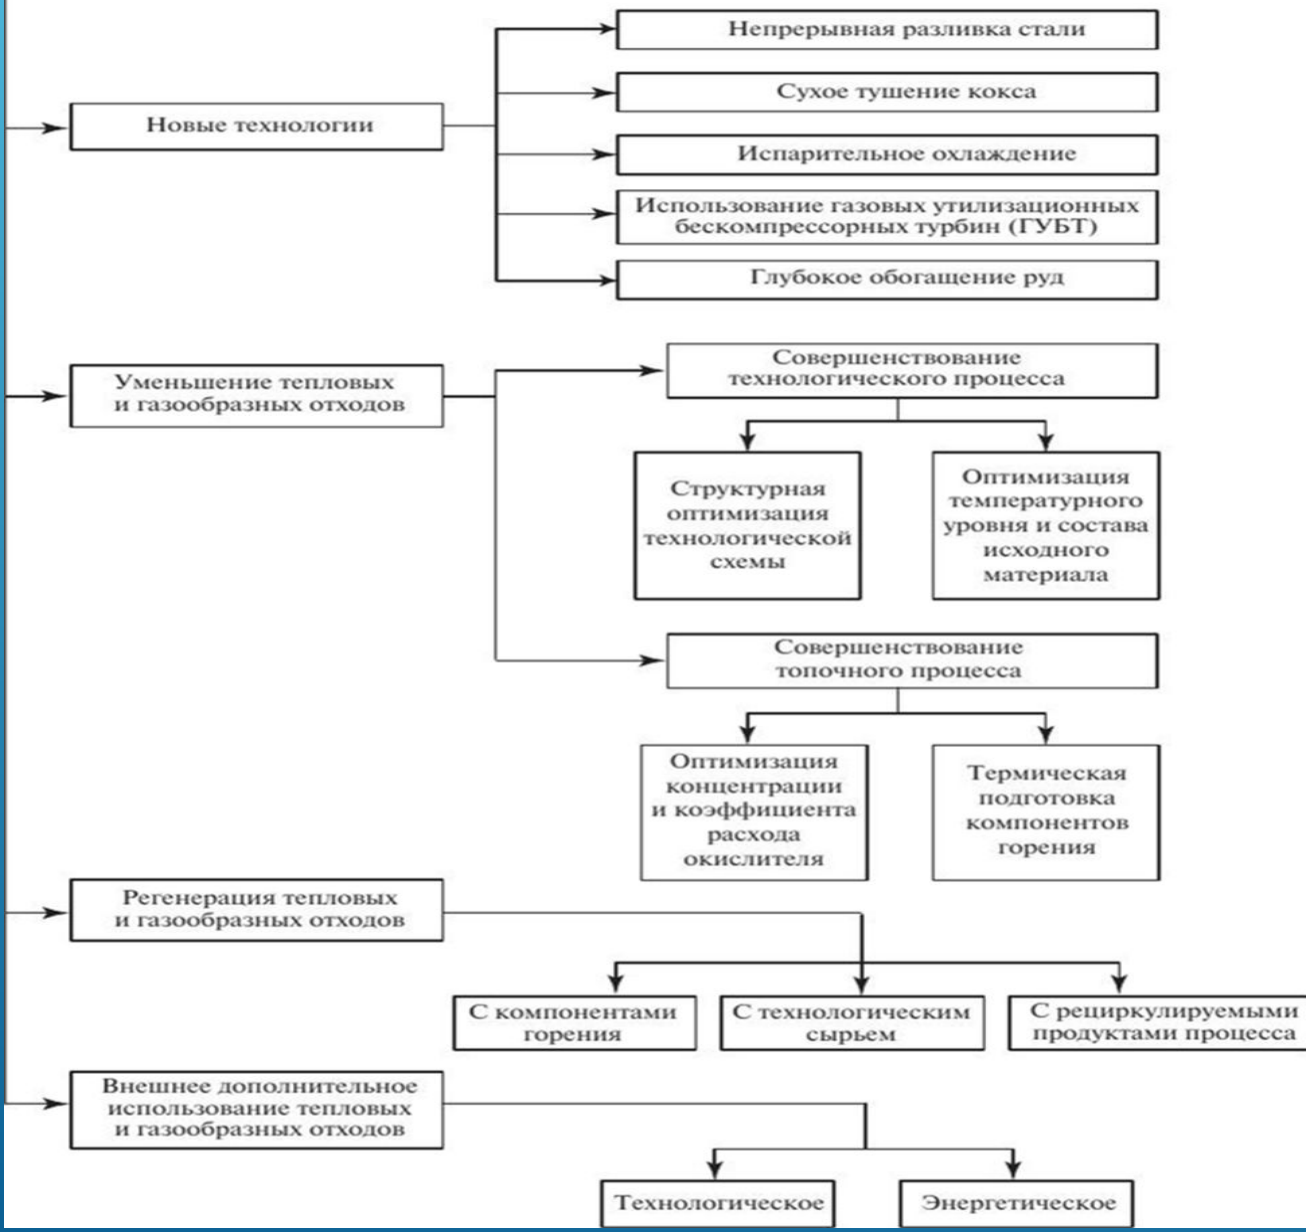 Непрерывная разливка стали
Сухое тушение кокса
Новые технологии
Испарительное охлаждение
Использование газовых утилизационных
бескомпрессорных турбин (ГУБТ)
Глубокое обогащение руд
Уменьшение тепловых
и газообразных отходов
Совершенствование
технологического процесса
Структурная
оптимизация
технологической
схемы
Оптимизация
температурного
уровня и состава
исходного
материала
Совершенствование
топочного процесса
Оптимизация
концентрации
и коэффициента
расхода
окислителя
Термическая
подготовка
компонентов
горения
Регенерация тепловых
и газообразных отходов
С компонентами
горения
С технологическим
сырьем
С рециркулируемыми
продуктами процесса
Внешнее дополнительное
использование тепловых
и газообразных отходов
Технологическое
Энергетическое